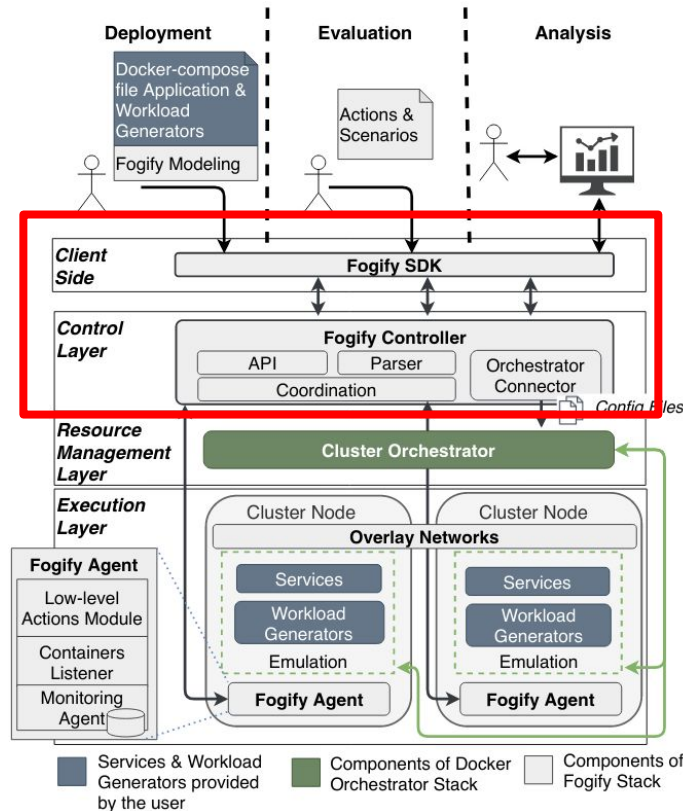 Deployment
Evaluation
Analysis
Docker-compose
file Application &
Workload
Generators
Fogify Modeling
Actions &
Scenarios
Client
Side
Fogify SDK
Control
Layer
Fogify Controller
API
Parser
Coordination
Orchestrator
Connector
Config Files
Resource
Management
Layer
Cluster Orchestrator
Execution
Layer
Cluster Node
Cluster Node
Overlay Networks
Fogify Agent
Low-level
Actions Module
Containers
Listener
Monitoring
Agent
Services
Workload
Generators
Emulation
Fogify Agent
Services
Workload
Generators
Emulation
Fogify Agent
Services & Workload
Generators provided
by the user
Components of Docker
Orchestrator Stack
Components of
Fogify Stack